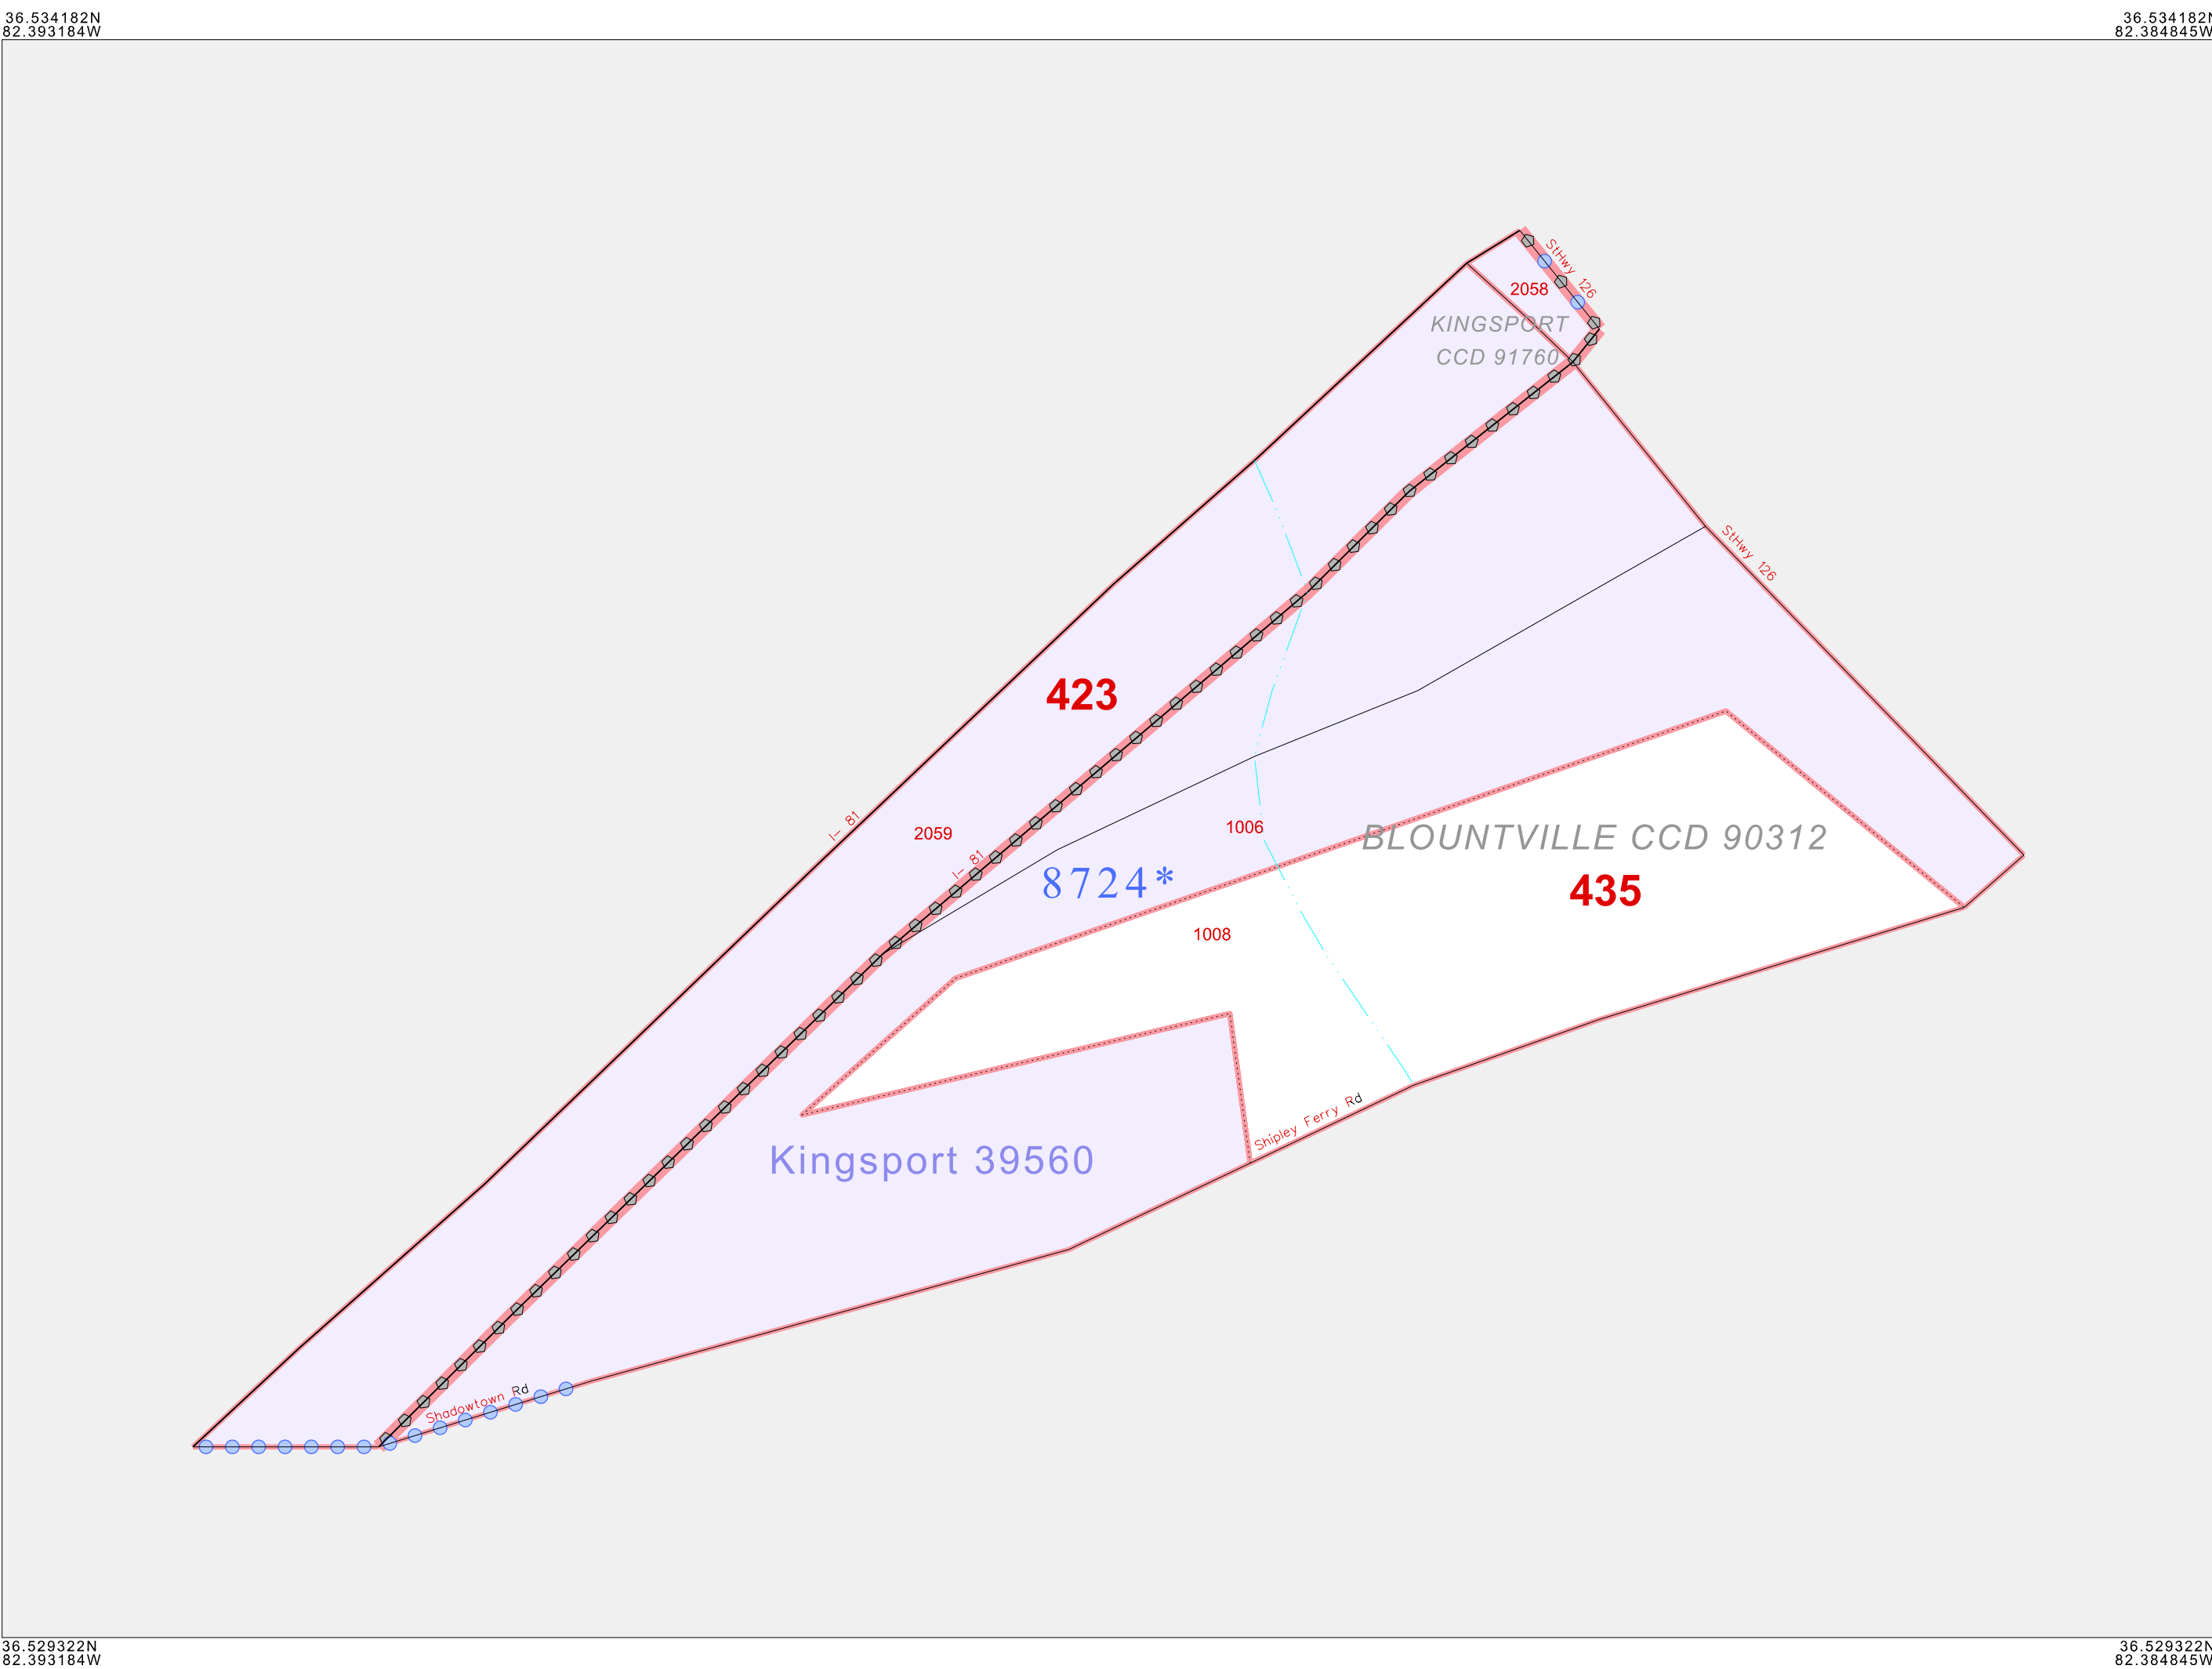 36.534182N
82.393184W
36.534182N
82.384845W
StHwy 126
2058
KINGSPORT
CCD 91760
StHwy 126
423
I- 81
2059
I- 81
1006
BLOUNTVILLE CCD 90312
8724*
435
1008
Shipley Ferry Rd
Kingsport 39560
Shadowtown Rd
36.529322N
82.393184W
36.529322N
82.384845W